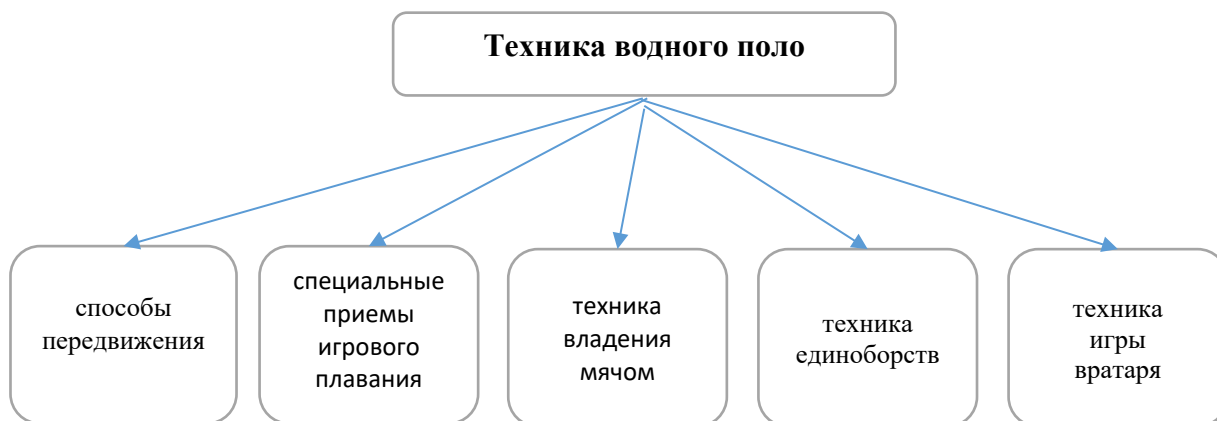 Техника водного поло
способы
передвижения
специальные
приемы
игрового
плавания
техника
владения
мячом
техника
единоборств
техника
игры
вратаря